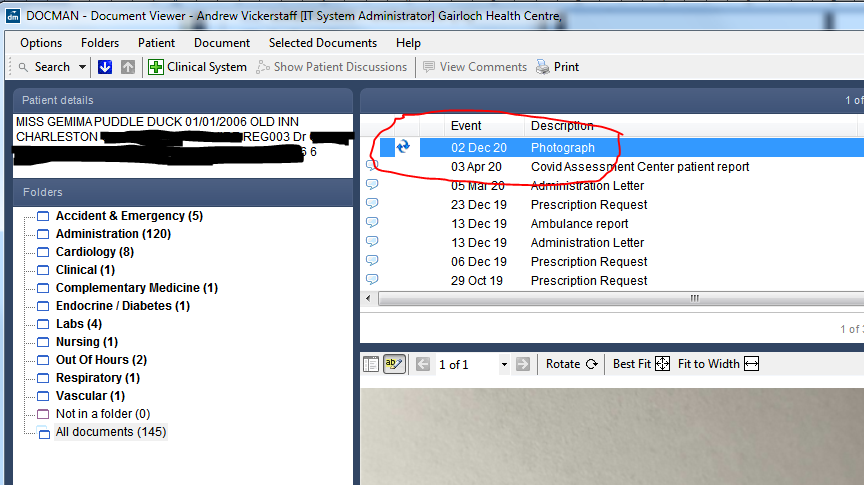 dm DOCMAN - Document Viewer - Andrew Vickerstaff [IT System Administrator] Gairloch Health Centre,
Options Folders Patient Document Selected Documents Help
Search Clinical System Show Patient Discussions View Comments Print
Patient details
MISS GEMIMA PUDDLE DUCK 01/01/2006 OLD INN
CHARLESTON REG003 Dr
6 6
Folders
Accident & Emergency (5)
Administration (120)
Cardiology (8)
Clinical (1)
Complementary Medicine (1)
Endocrine / Diabetes (1)
Labs (4)
Nursing (1)
Out Of Hours (2)
Respiratory (1)
Vascular (1)
Not in a folder (0)
All documents (145)
1 of
Event Description
02 Dec 20 Photograph
03 Apr 20 Covid Assessment Center patient report
05 Mar 20 Administration Letter
23 Dec 19 Prescription Request
13 Dec 19 Ambulance report
13 Dec 19 Administration Letter
06 Dec 19 Prescription Request
29 Oct 19 Prescription Request
1 of
1 of 1 Rotate Best Fit Fit to Width